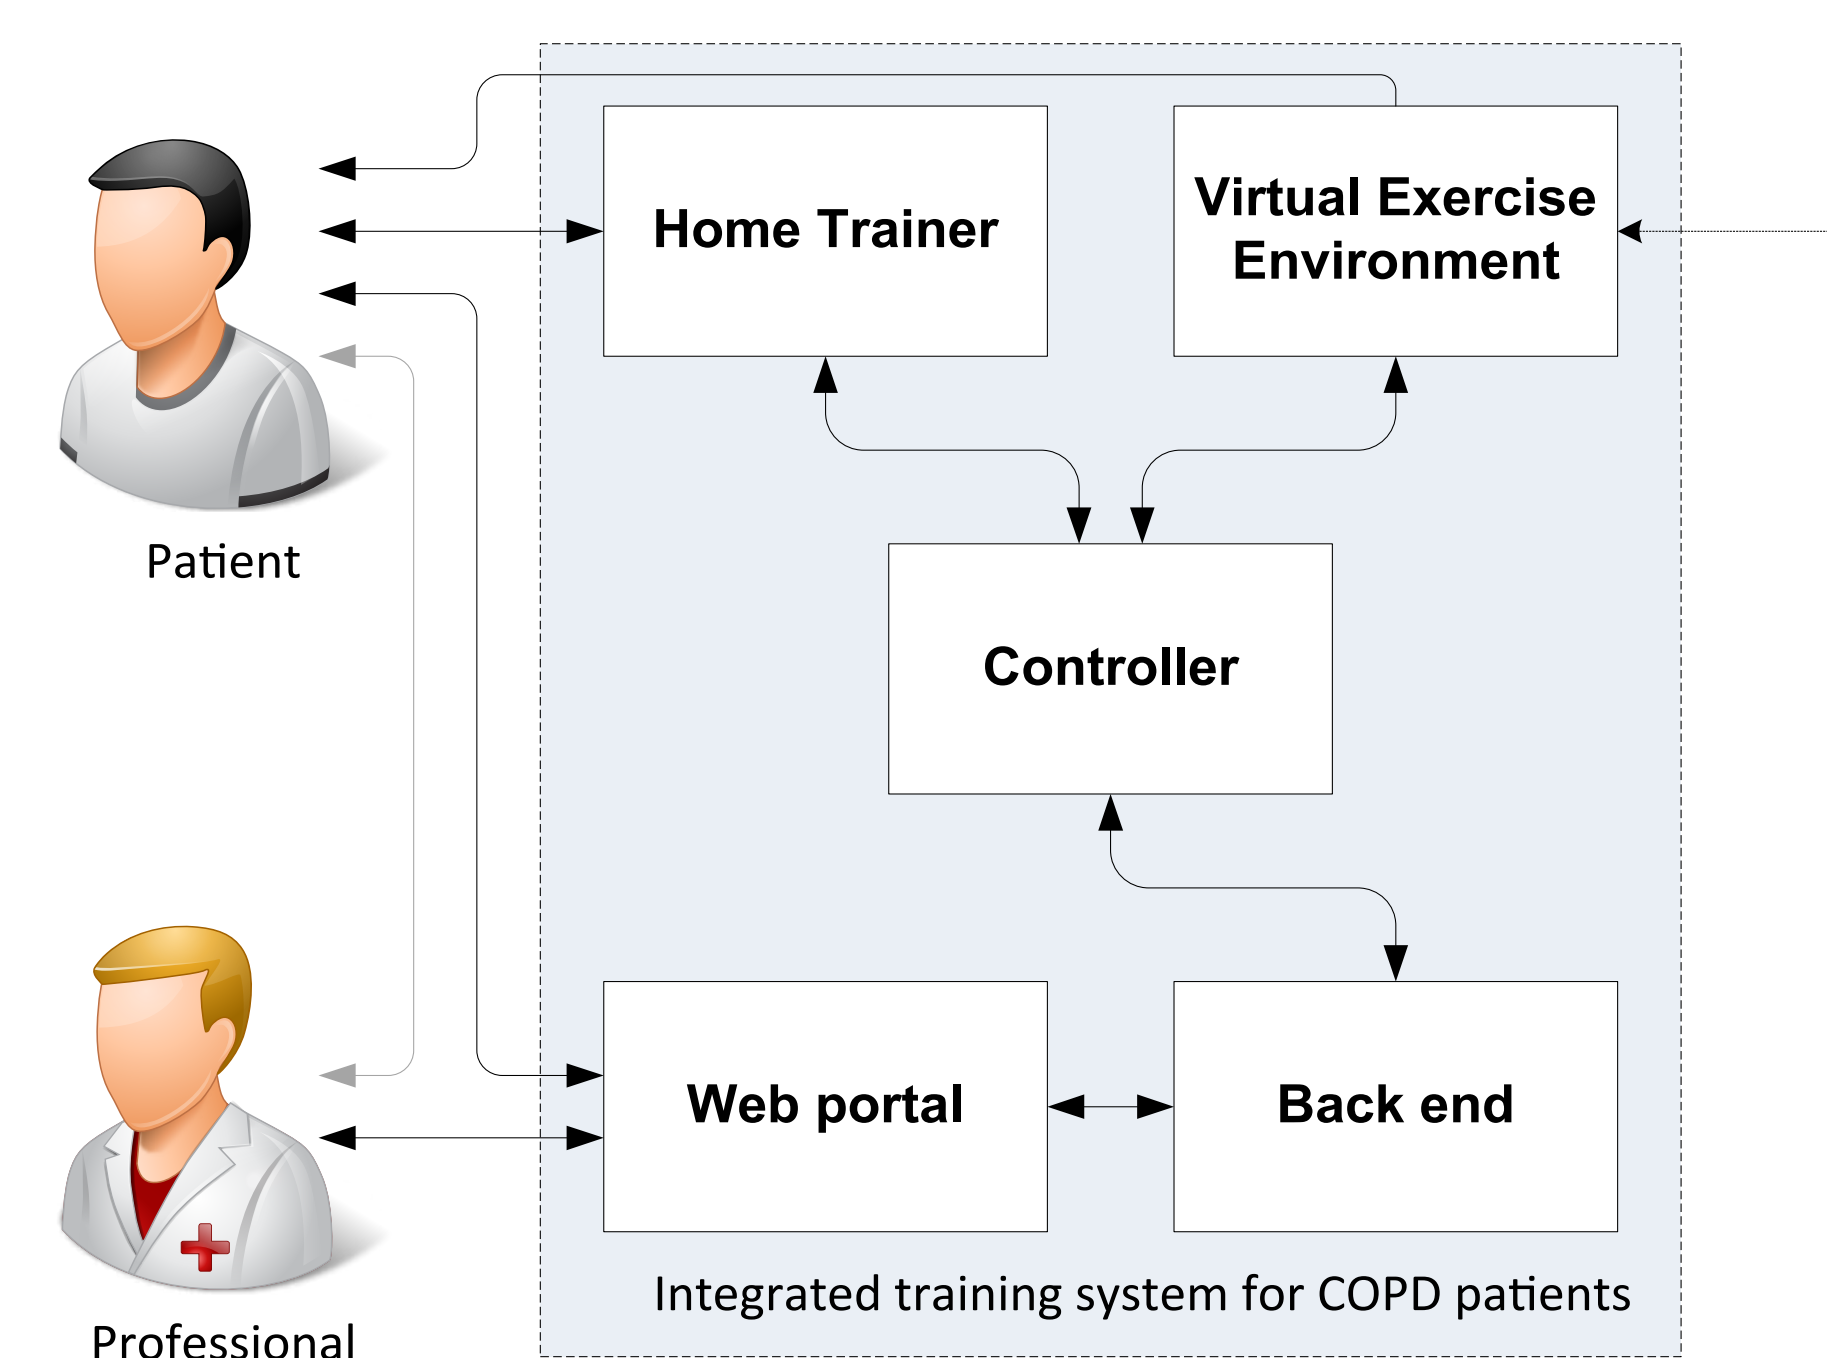 Home Trainer
Virtual Exercise
Environment
Patient
Controller
Web portal
Back end
Integrated training system for COPD patients
Professional